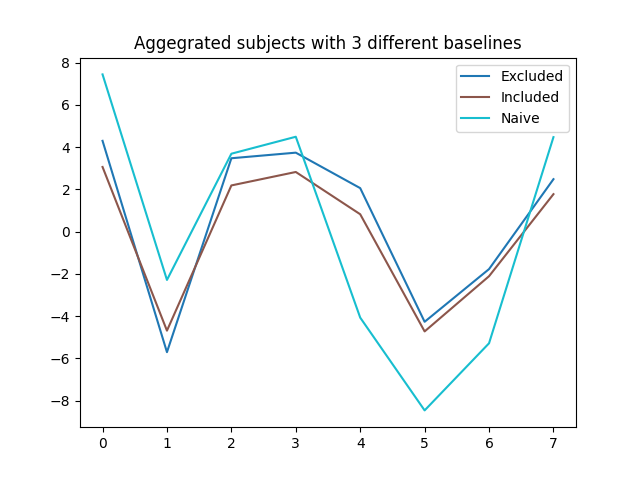 Aggegrated subjects with 3 different baselines
8
6
4
2
0
−2
−4
−6
−8
Excluded
Included
Naive
0 1 2 3 4 5 6 7